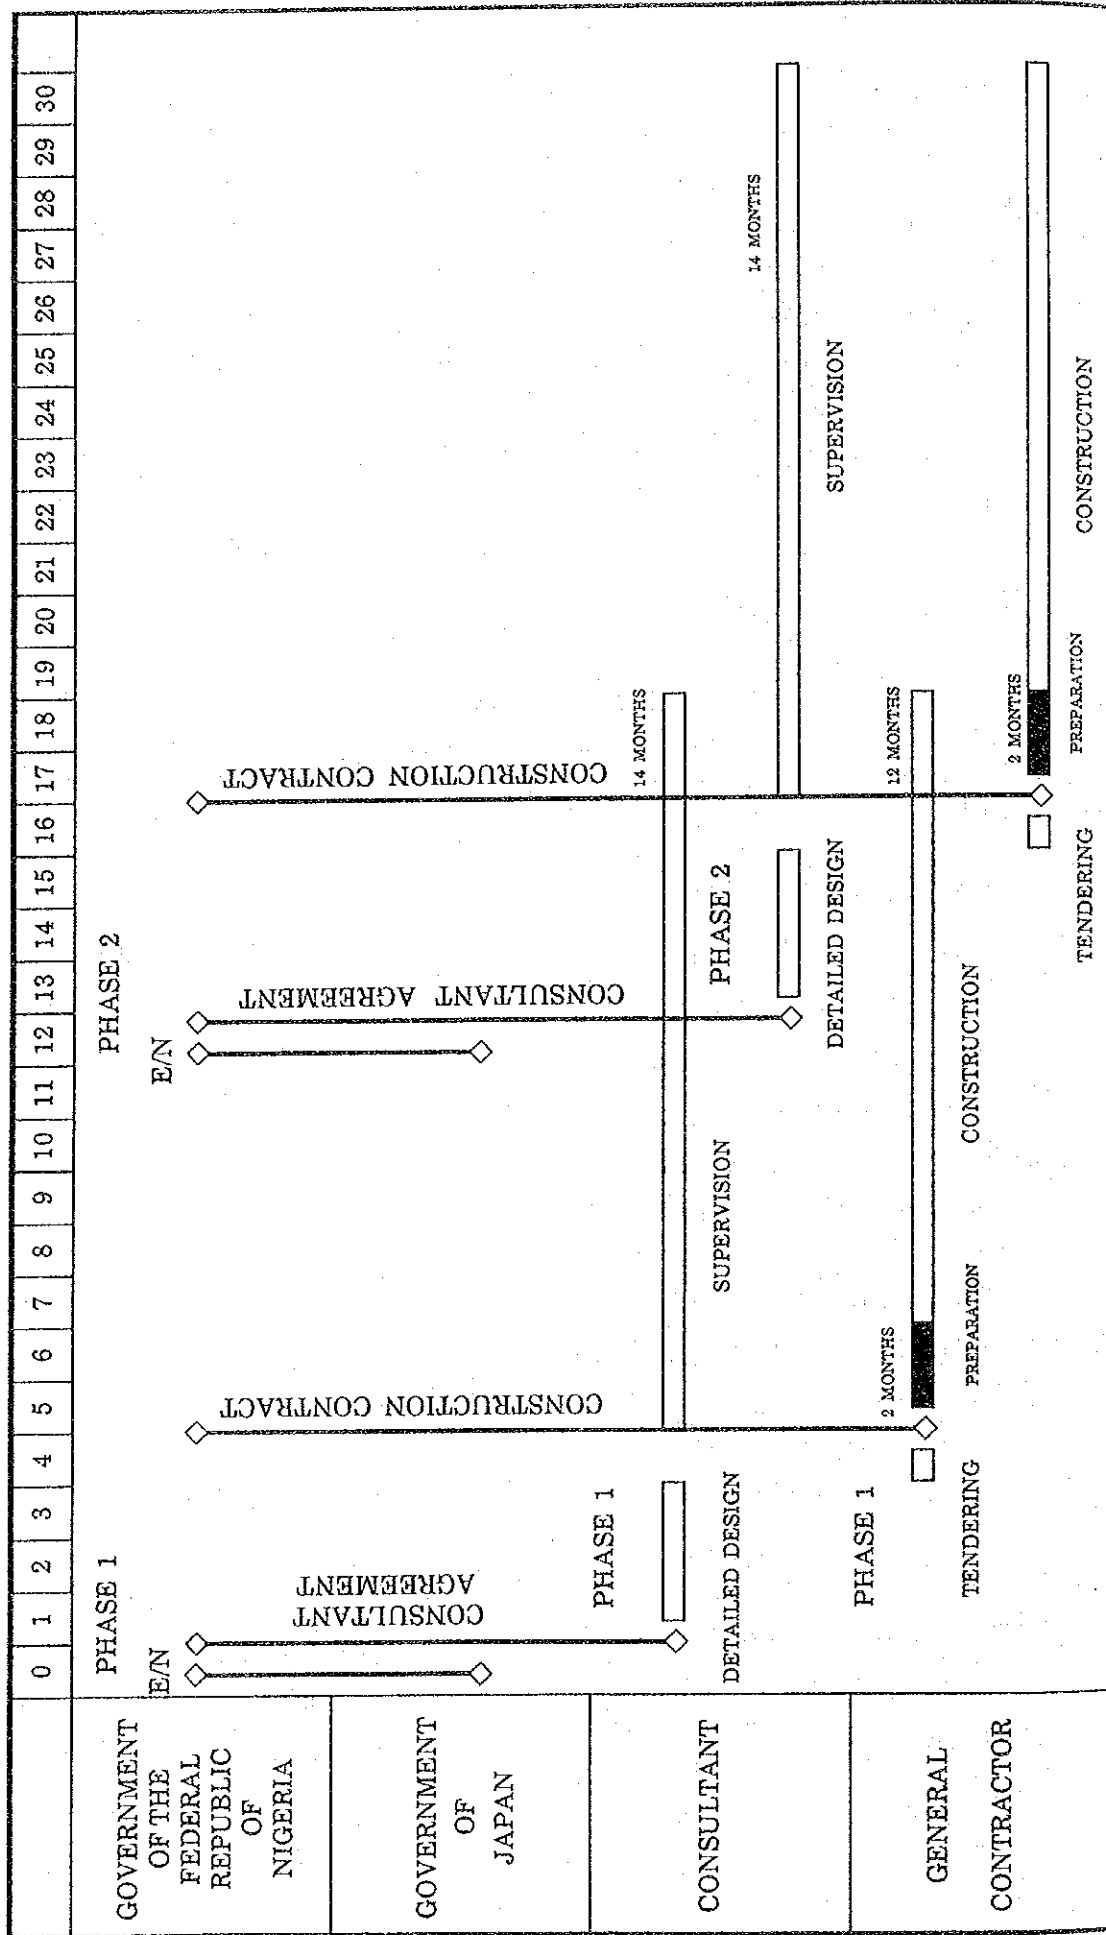 0 1 2 3 4 5 6 7 8 9 10 11 12 13 14 15 16 17 18 19 20 21 22 23 24 25 26 27 28 29 30
GOVERNMENT
OF THE
FEDERAL
REPUBLIC
OF
NIGERIA
PHASE 1
E/N
CONSULTANT
AGREEMENT
CONSTRUCTION CONTRACT
PHASE 2
E/N
CONSULTANT AGREEMENT
CONSTRUCTION CONTRACT
GOVERNMENT
OF
JAPAN
CONSULTANT
PHASE 1
DETAILED DESIGN
14 MONTHS
SUPERVISION
PHASE 2
DETAILED DESIGN
14 MONTHS
SUPERVISION
GENERAL
CONTRACTOR
PHASE 1
TENDERING
2 MONTHS
PREPARATION
12 MONTHS
CONSTRUCTION
TENDERING
2 MONTHS
PREPARATION
CONSTRUCTION